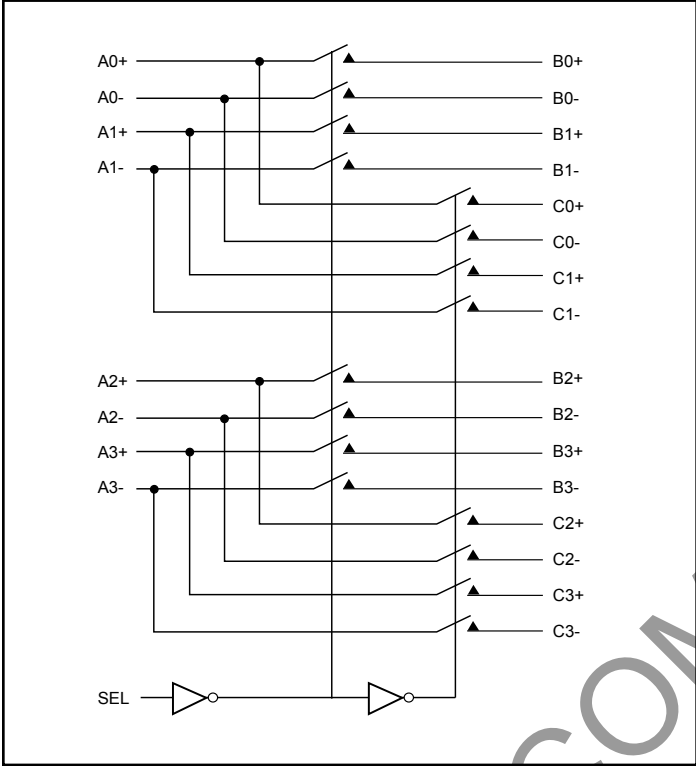 A0+ B0+
A0- B0-
A1+ B1+
A1- B1-
C0+
C0-
C1+
C1-
A2+ B2+
A2- B2-
A3+ B3+
A3- B3-
C2+
C2-
C3+
C3-
SEL
COM